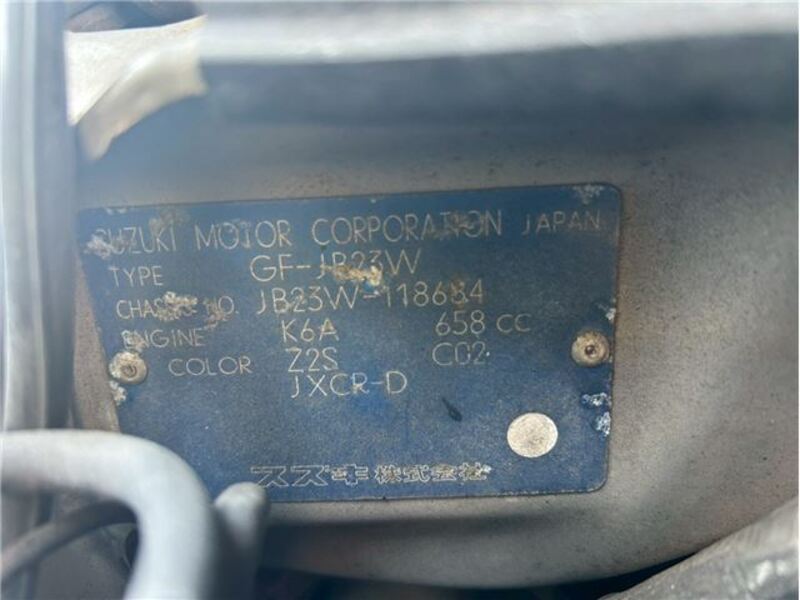 SUZUKI MOTOR CORPORATION JAPAN
TYPE GF-JB23W
CHASSIS NO. JB23W-118684
ENGINE K6A 658 CC
COLOR Z2S C02
JXCR-D
スズキ株式会社